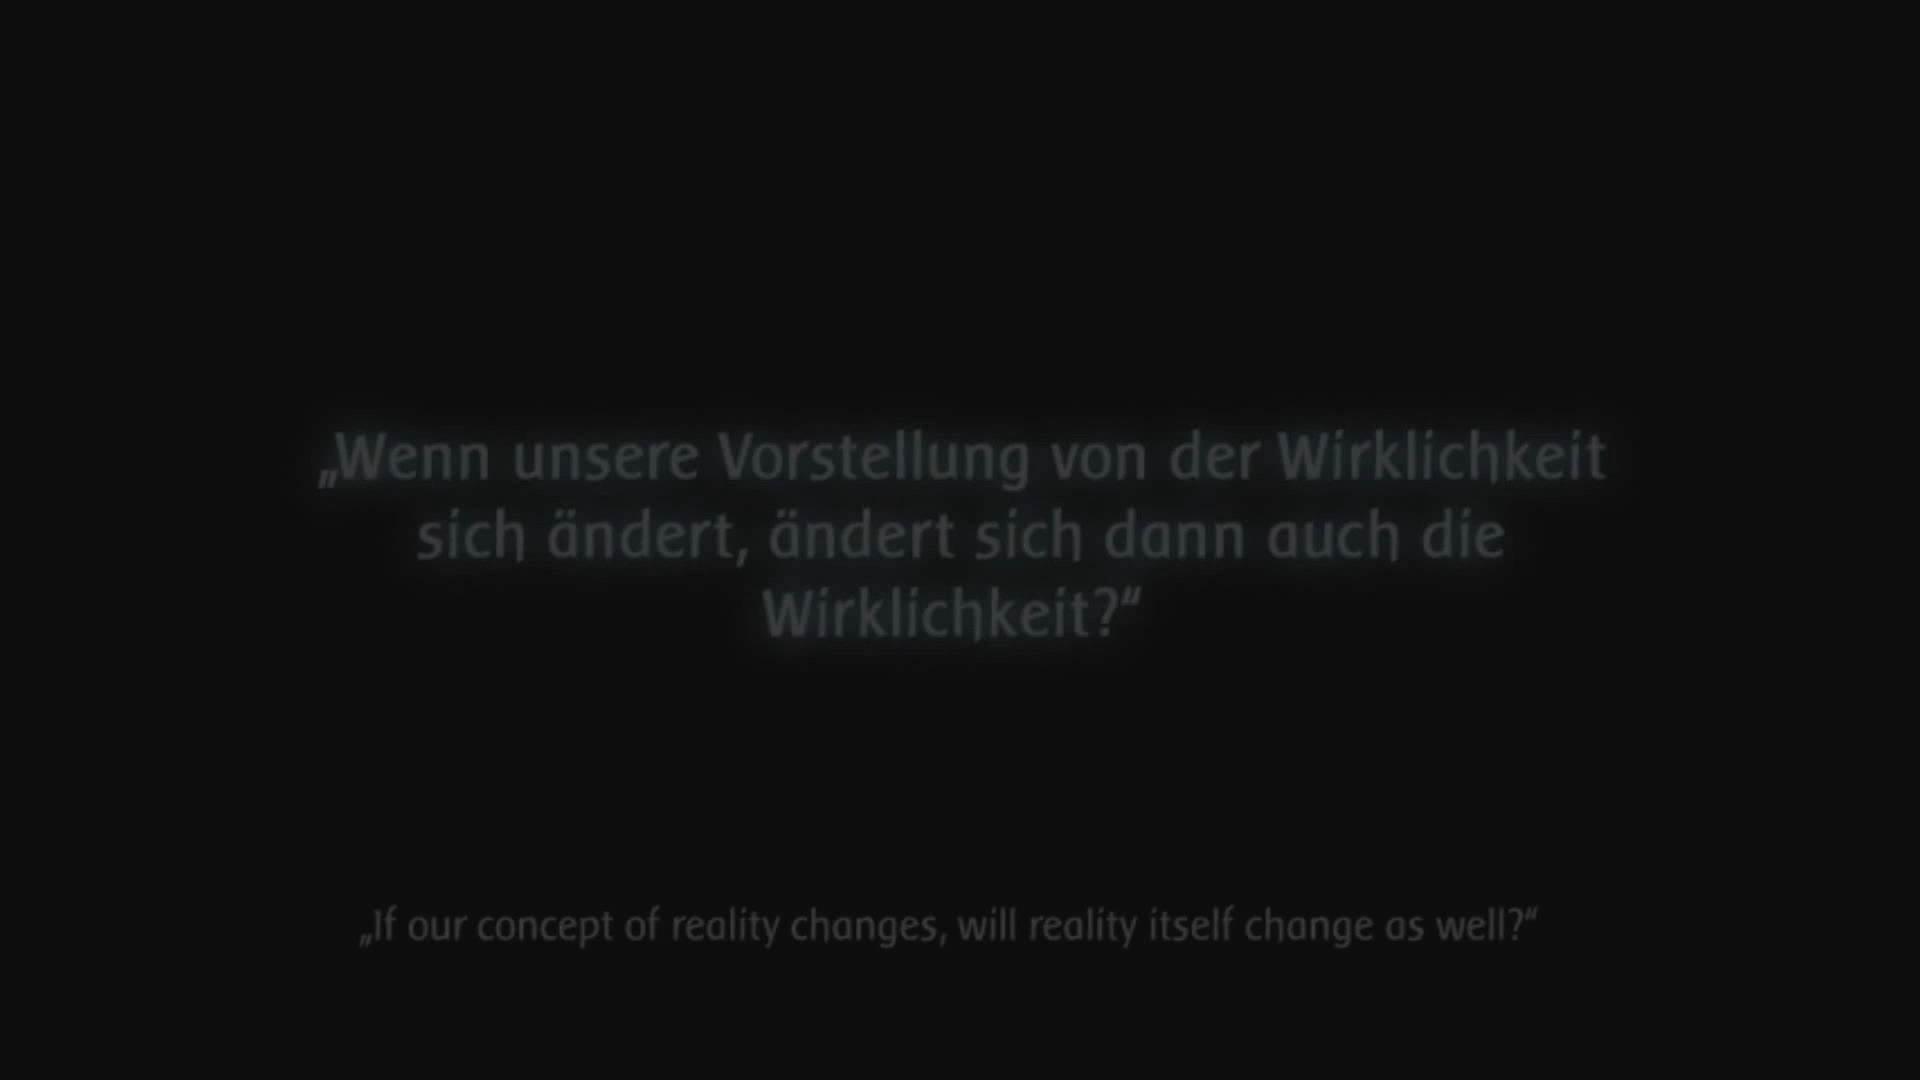 „Wenn unsere Vorstellung von der Wirklichkeit
sich ändert, ändert sich dann auch die
Wirklichkeit?“
„If our concept of reality changes, will reality itself change as well?“